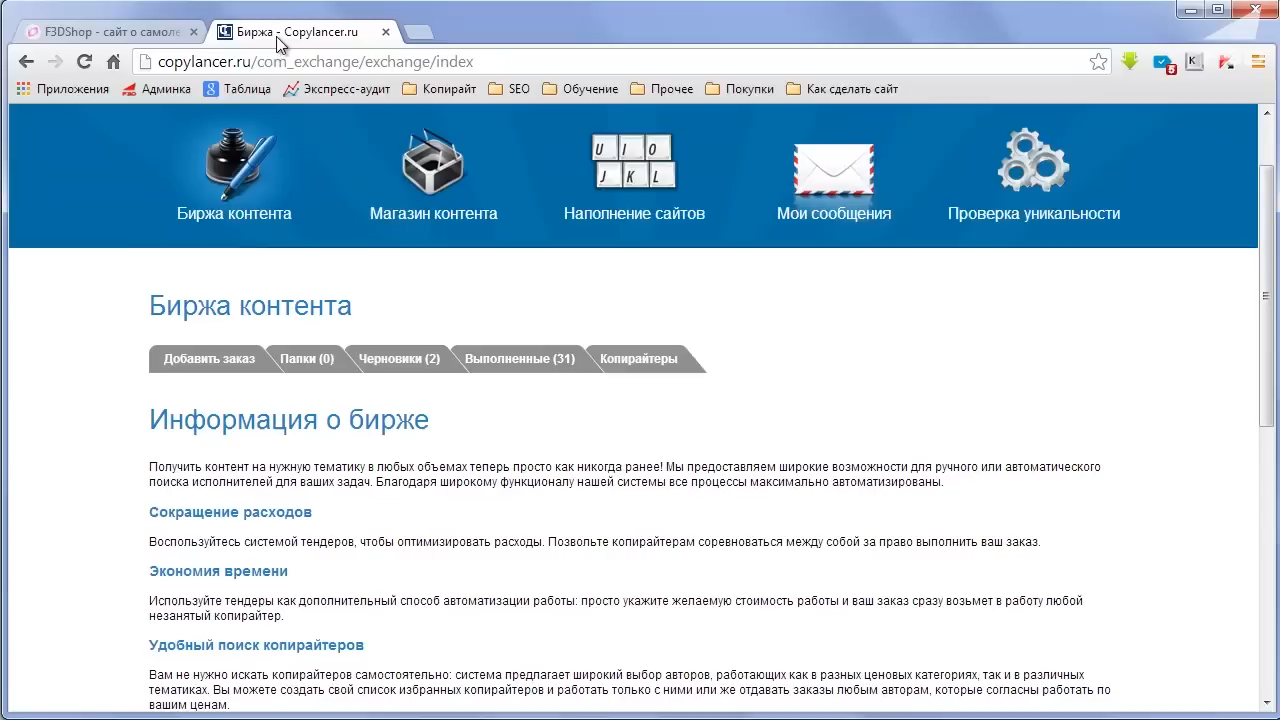 F3DShop - сайт о самоле
Биржа - Copylancer.ru
copylancer.ru/com_exchange/exchange/index
5
K
Приложения Админка Таблица Экспресс-аудит Копирайт SEO Обучение Прочее Покупки Как сделать сайт
U I O
J K L
Биржа контента Магазин контента Наполнение сайтов Мои сообщения Проверка уникальности
Биржа контента
Добавить заказ Папки (0) Черновики (2) Выполненные (31) Копирайтеры
Информация о бирже
Получить контент на нужную тематику в любых объемах теперь просто как никогда ранее! Мы предоставляем широкие возможности для ручного или автоматического
поиска исполнителей для ваших задач. Благодаря широкому функционалу нашей системы все процессы максимально автоматизированы.
Сокращение расходов
Воспользуйтесь системой тендеров, чтобы оптимизировать расходы. Позвольте копирайтерам соревноваться между собой за право выполнить ваш заказ.
Экономия времени
Используйте тендеры как дополнительный способ автоматизации работы: просто укажите желаемую стоимость работы и ваш заказ сразу возьмет в работу любой
незанятый копирайтер.
Удобный поиск копирайтеров
Вам не нужно искать копирайтеров самостоятельно: система предлагает широкий выбор авторов, работающих как в разных ценовых категориях, так и в различных
тематиках. Вы можете создать свой список избранных копирайтеров и работать только с ними или же отдавать заказы любым авторам, которые согласны работать по
вашим ценам.